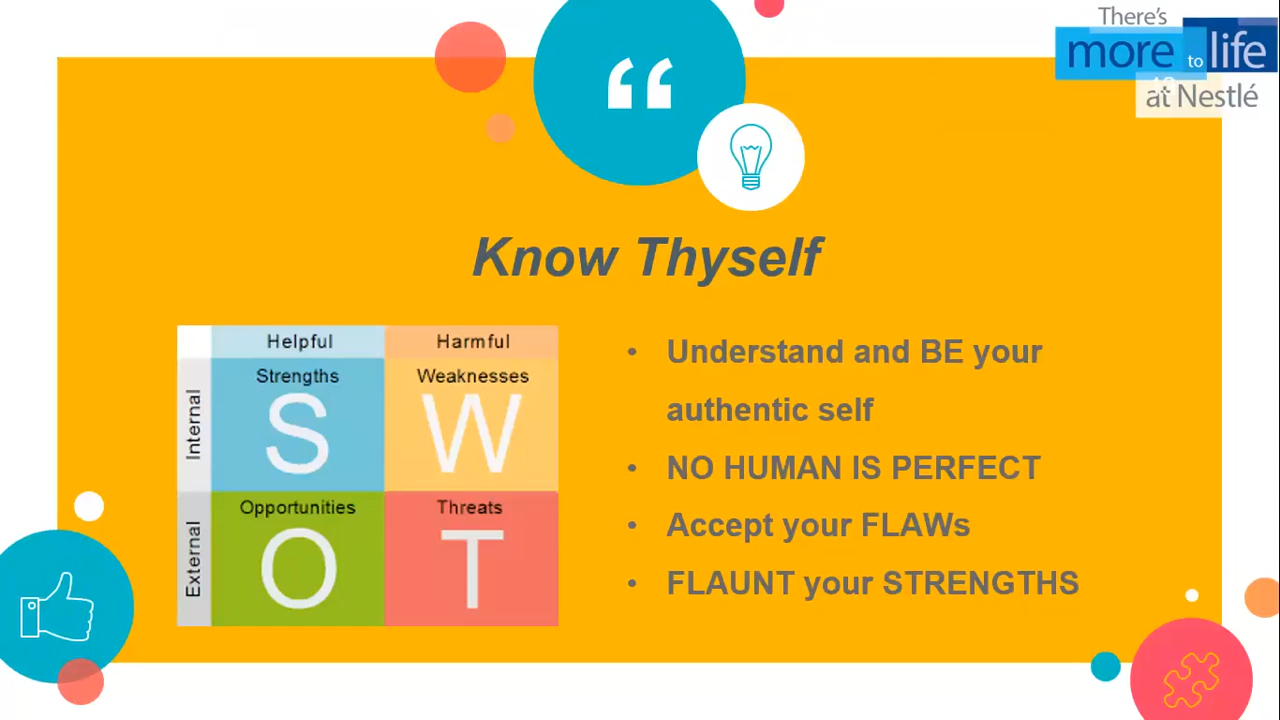 There's
more to life
at Nestlé
Know Thyself
Helpful Harmful
Internal
Strengths Weaknesses
S W
External
Opportunities Threats
O T
• Understand and BE your
authentic self
• NO HUMAN IS PERFECT
• Accept your FLAWs
• FLAUNT your STRENGTHS